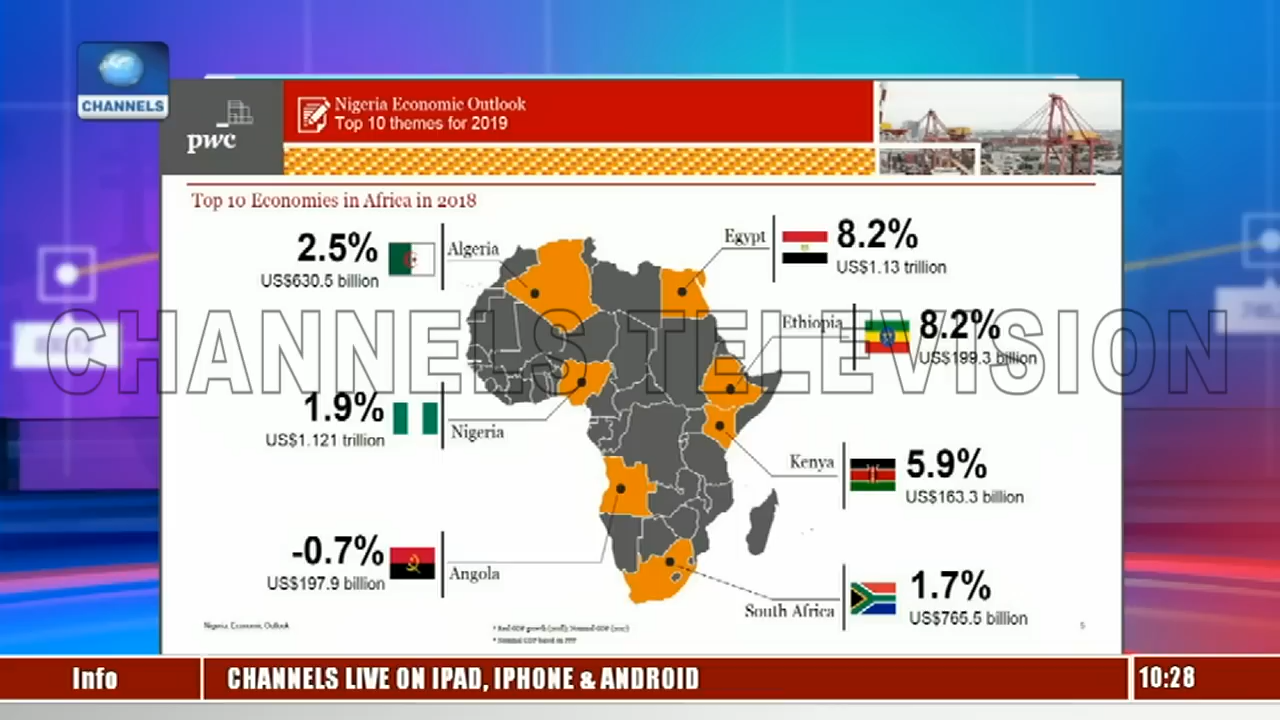 CHANNELS
pwc
Nigeria Economic Outlook
Top 10 themes for 2019
Top 10 Economies in Africa in 2018
2.5%
US$630.5 billion
Algeria
Egypt
8.2%
US$1.13 trillion
CHANNELS TELEVISION
Ethiopia
8.2%
US$199.3 billion
1.9%
US$1.121 trillion
Nigeria
Kenya
5.9%
US$163.3 billion
-0.7%
US$197.9 billion
Angola
South Africa
1.7%
US$765.5 billion
Nigeria Economic Outlook
5
Info
CHANNELS LIVE ON IPAD, IPHONE & ANDROID
10:28